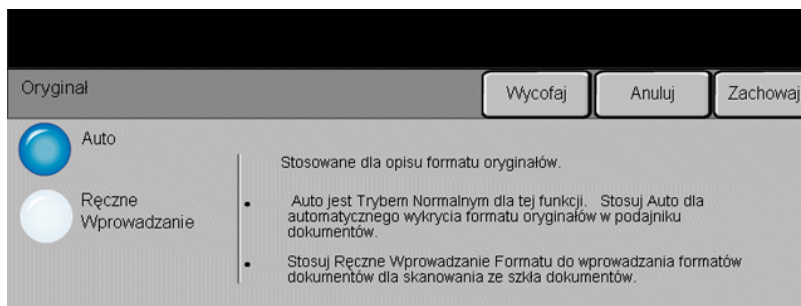 Oryginał
Wycofaj
Anuluj
Zachowaj
Auto
Ręczne
Wprowadzanie
Stosowane dla opisu formatu oryginałów.
• Auto jest Trybem Normalnym dla tej funkcji. Stosuj Auto dla
automatycznego wykrycia formatu oryginałów w podajniku
dokumentów.
• Stosuj Ręczne Wprowadzanie Formatu do wprowadzania formatów
dokumentów dla skanowania ze szkła dokumentów.